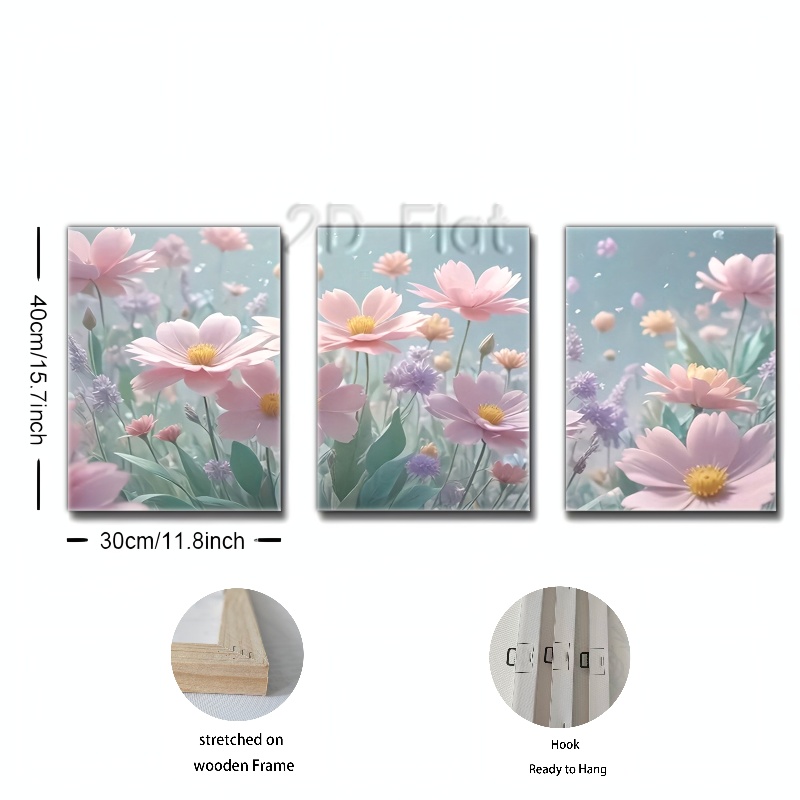 2D Flat
40cm/15.7inch
30cm/11.8inch
stretched on
wooden Frame
Hook
Ready to Hang